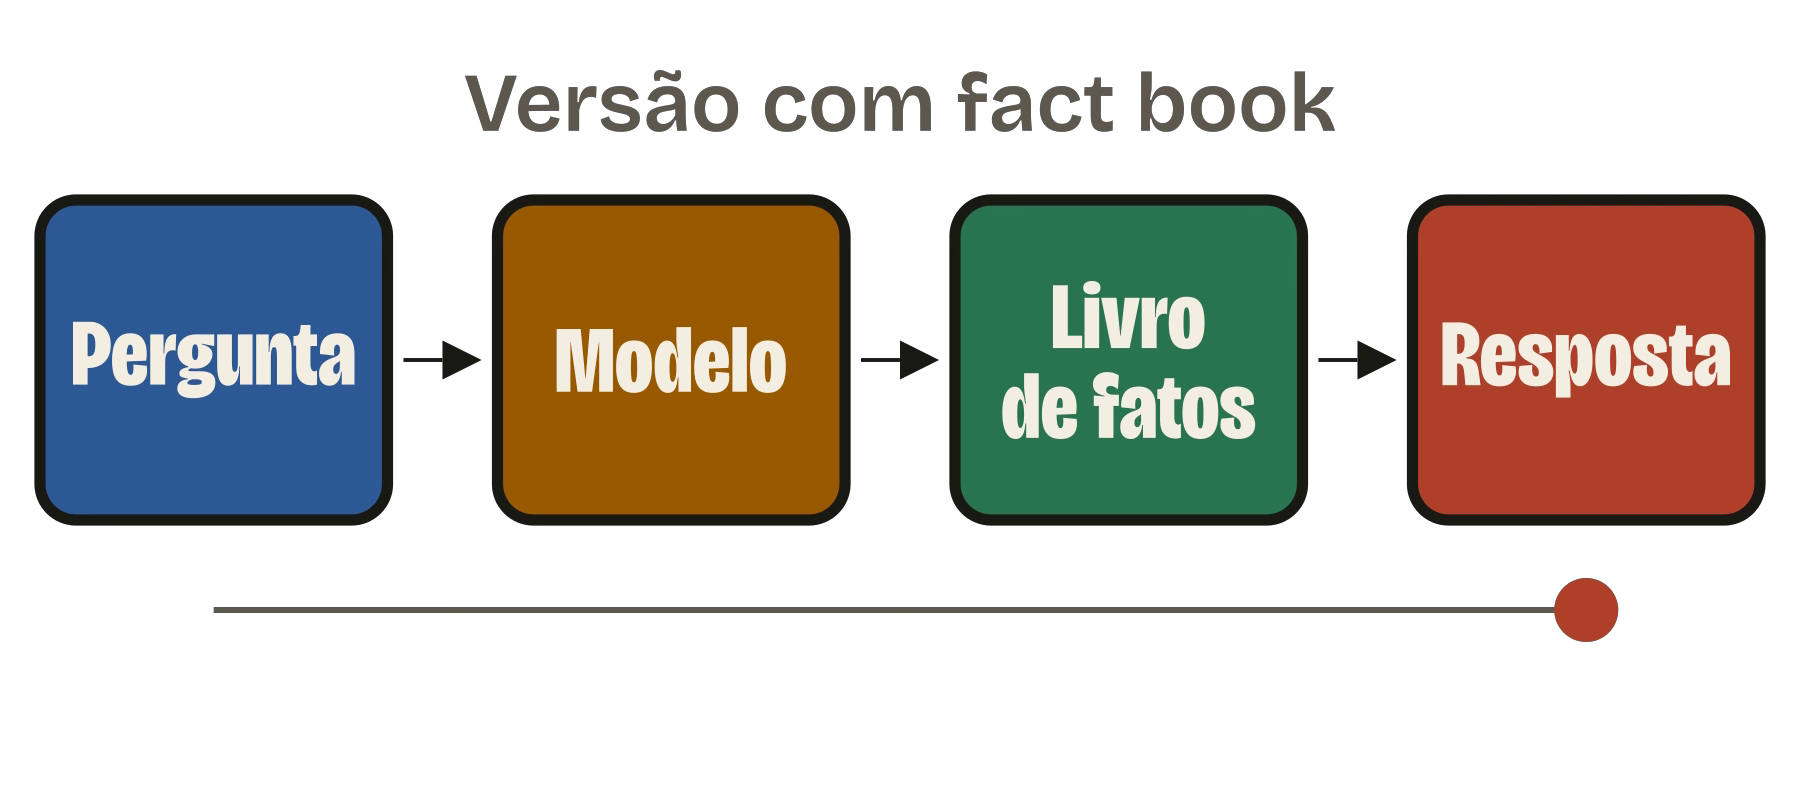 Versão com fact book
Pergunta
Modelo
Livro
de fatos
Resposta